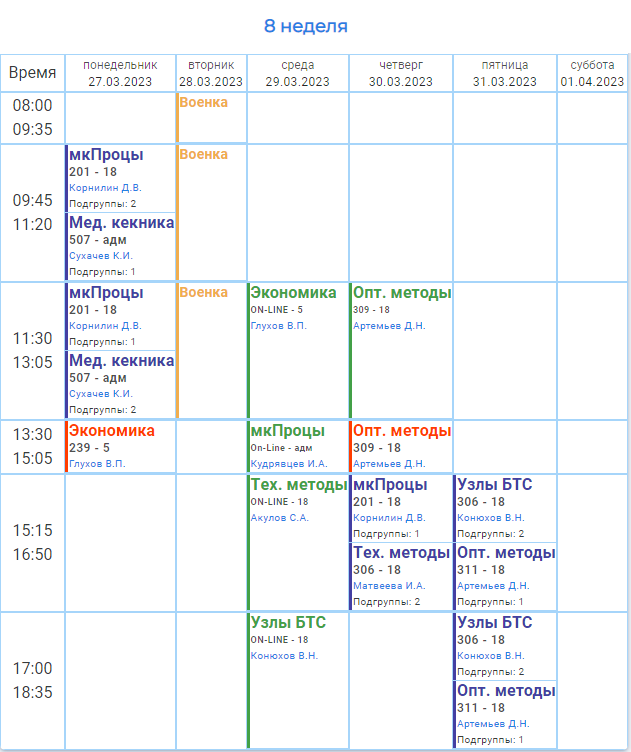 8 неделя
Время
понедельник
27.03.2023
вторник
28.03.2023
среда
29.03.2023
четверг
30.03.2023
пятница
31.03.2023
суббота
01.04.2023
08:00
09:35
Военка
09:45
11:20
мкПроцы
201 - 18
Корнилин Д.В.
Подгруппы: 2
Мед. кекника
507 - адм
Сухачев К.И.
Подгруппы: 1
Военка
11:30
13:05
мкПроцы
201 - 18
Корнилин Д.В.
Подгруппы: 1
Мед. кекника
507 - адм
Сухачев К.И.
Подгруппы: 2
Военка
Экономика
ON-LINE - 5
Глухов В.П.
Опт. методы
309 - 18
Артемьев Д.Н.
13:30
15:05
Экономика
239 - 5
Глухов В.П.
мкПроцы
On-Line - адм
Кудрявцев И.А.
Опт. методы
309 - 18
Артемьев Д.Н.
15:15
16:50
Тех. методы
ON-LINE - 18
Акулов С.А.
мкПроцы
201 - 18
Корнилин Д.В.
Подгруппы: 1
Тех. методы
306 - 18
Матвеева И.А.
Подгруппы: 2
Узлы БТС
306 - 18
Конюхов В.Н.
Подгруппы: 2
Опт. методы
311 - 18
Артемьев Д.Н.
Подгруппы: 1
17:00
18:35
Узлы БТС
ON-LINE - 18
Конюхов В.Н.
Узлы БТС
306 - 18
Конюхов В.Н.
Подгруппы: 2
Опт. методы
311 - 18
Артемьев Д.Н.
Подгруппы: 1